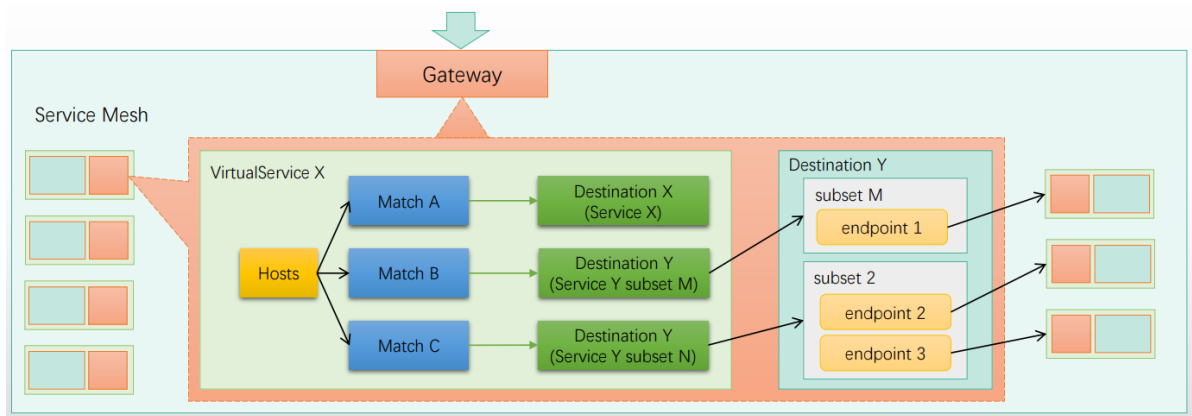 Gateway
Service Mesh
VirtualService X
Hosts
Match A
Match B
Match C
Destination X
(Service X)
Destination Y
(Service Y subset M)
Destination Y
(Service Y subset N)
Destination Y
subset M
endpoint 1
subset 2
endpoint 2
endpoint 3